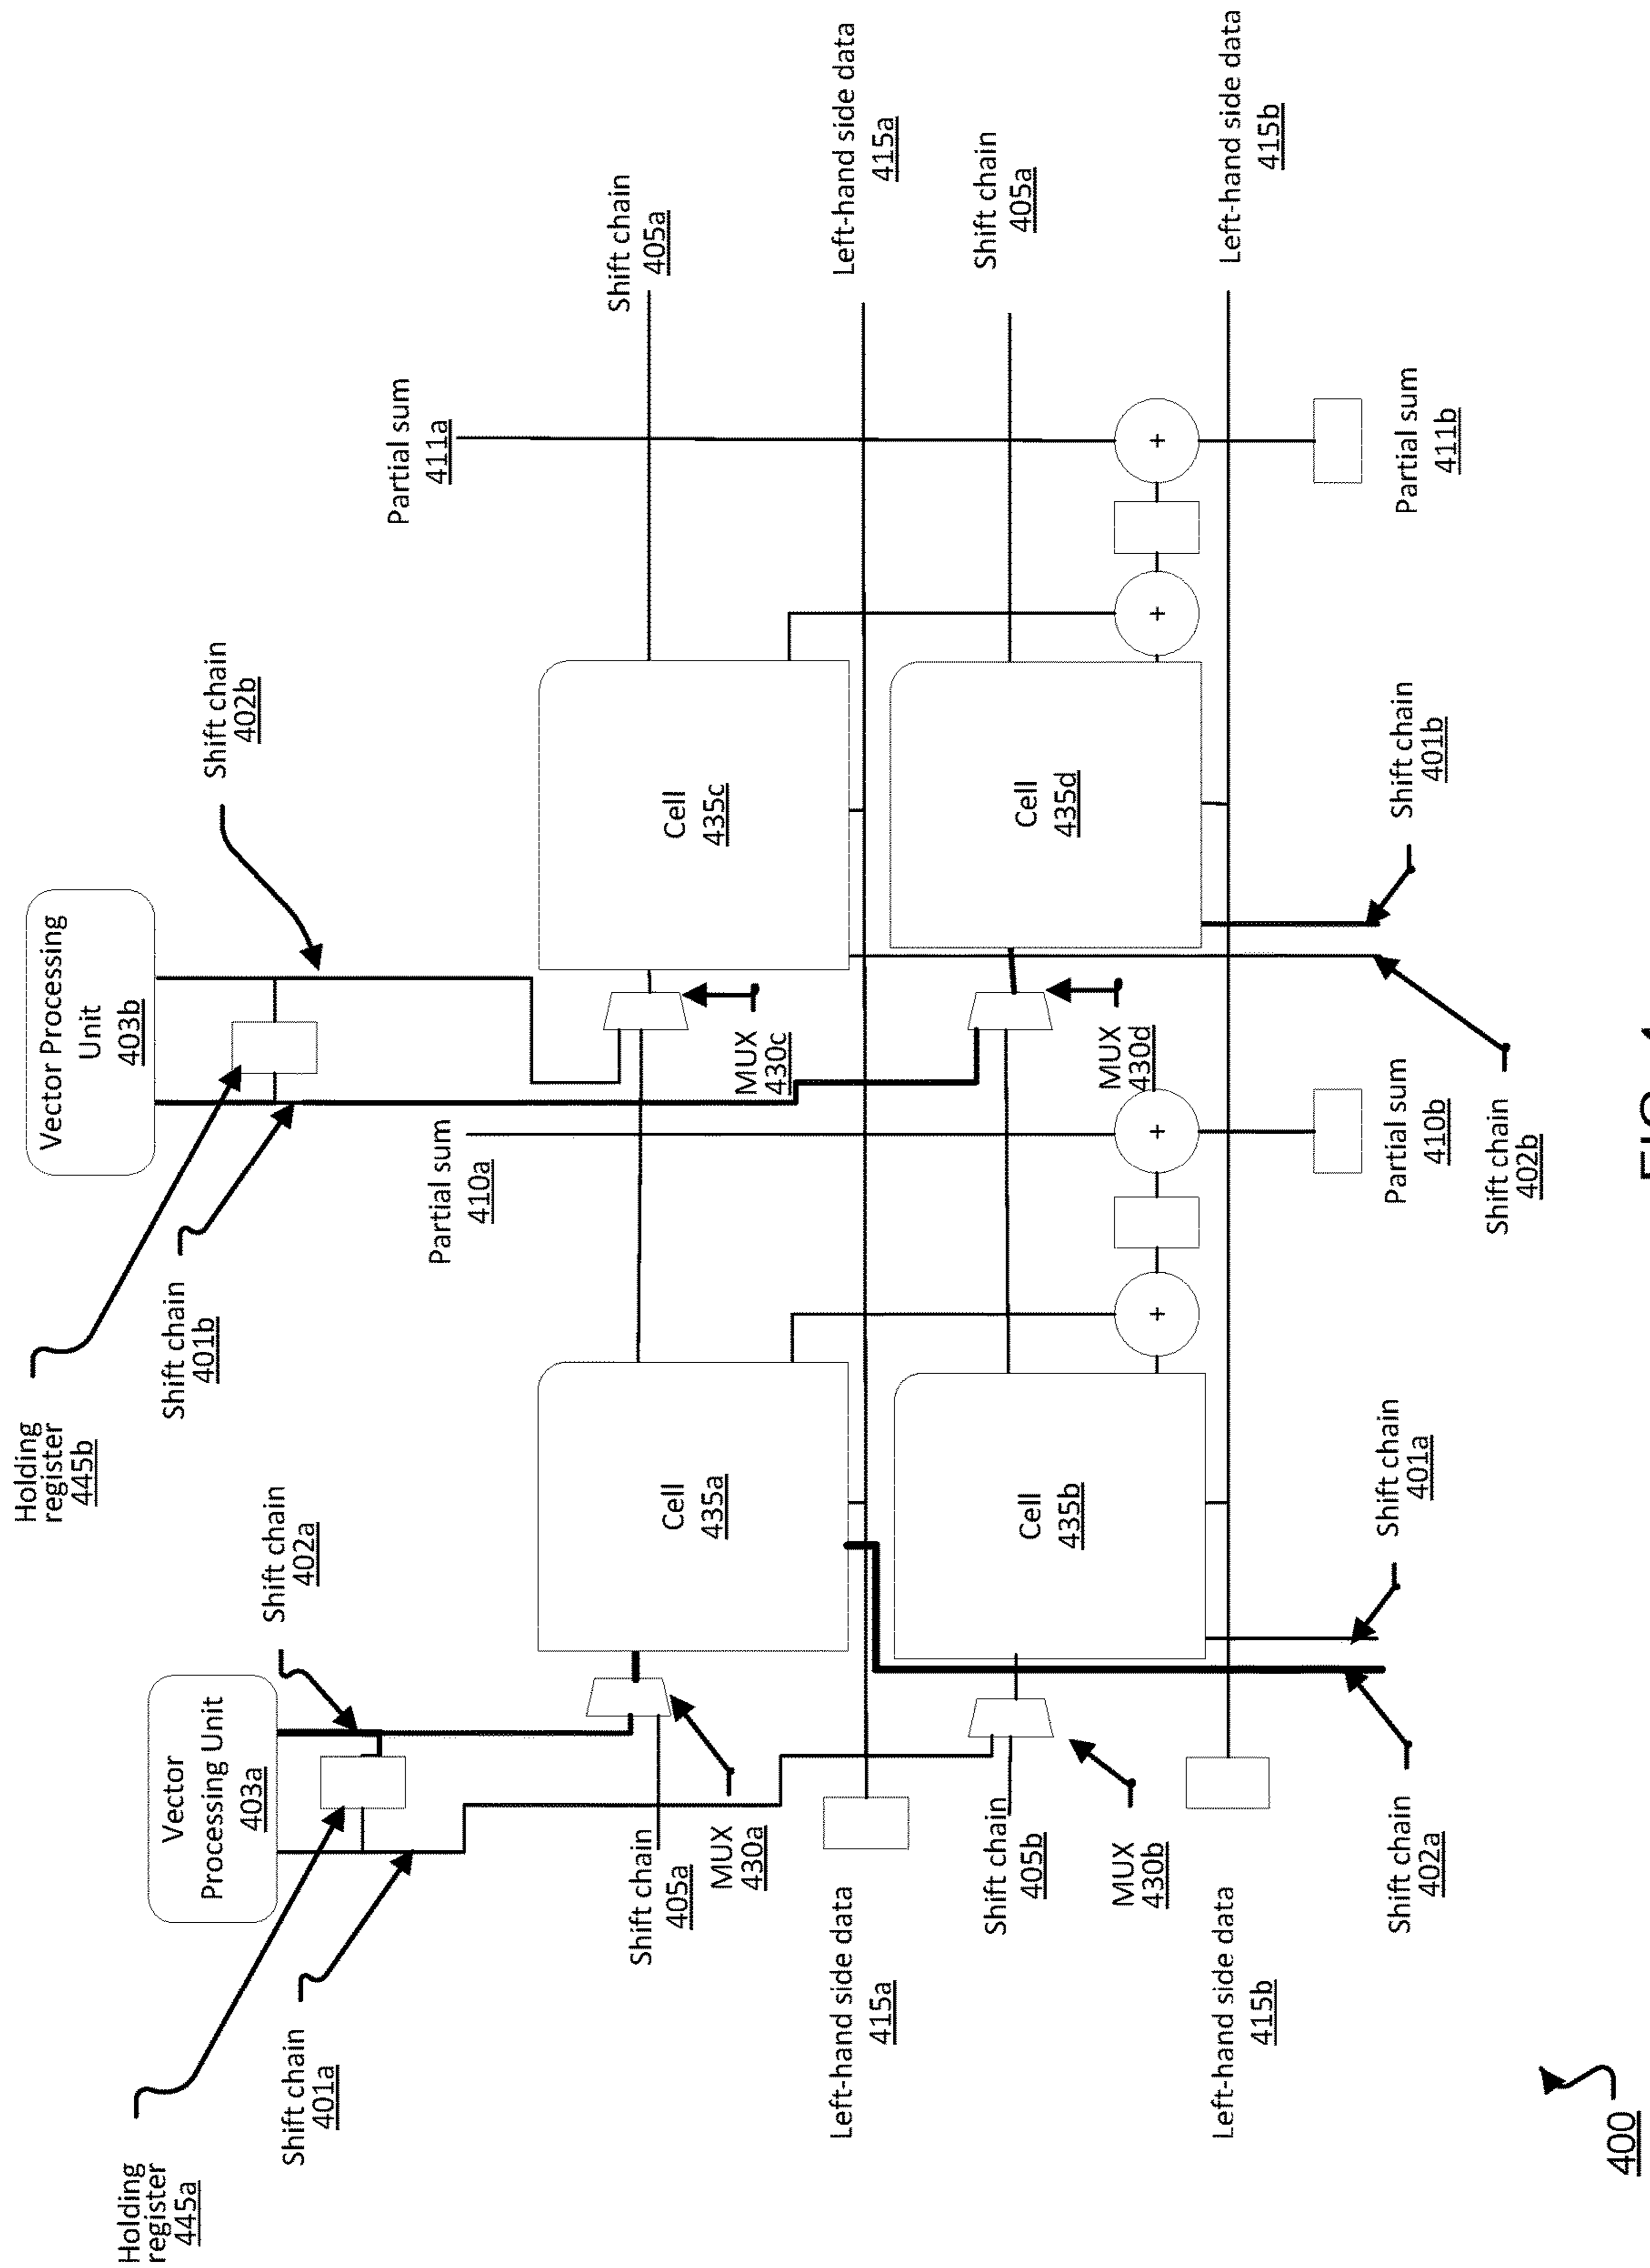 Vector Processing
Unit
403b
Holding
register
445b
Shift chain
402b
Shift chain
401b
Vector
Processing Unit
403a
Holding
register
445a
Shift chain
402a
Shift chain
401a
Partial sum
410a
Partial sum
411a
Shift chain
405a
MUX
430a
Cell
435a
MUX
430c
Cell
435c
Shift chain
405a
Left-hand side data
415a
Left-hand side data
415a
Shift chain
405b
MUX
430b
Cell
435b
MUX
430d
Cell
435d
Shift chain
405a
+
+
+
+
Left-hand side data
415b
Left-hand side data
415b
Shift chain
402a
Shift chain
401a
Partial sum
410b
Shift chain
402b
Shift chain
401b
Partial sum
411b
400